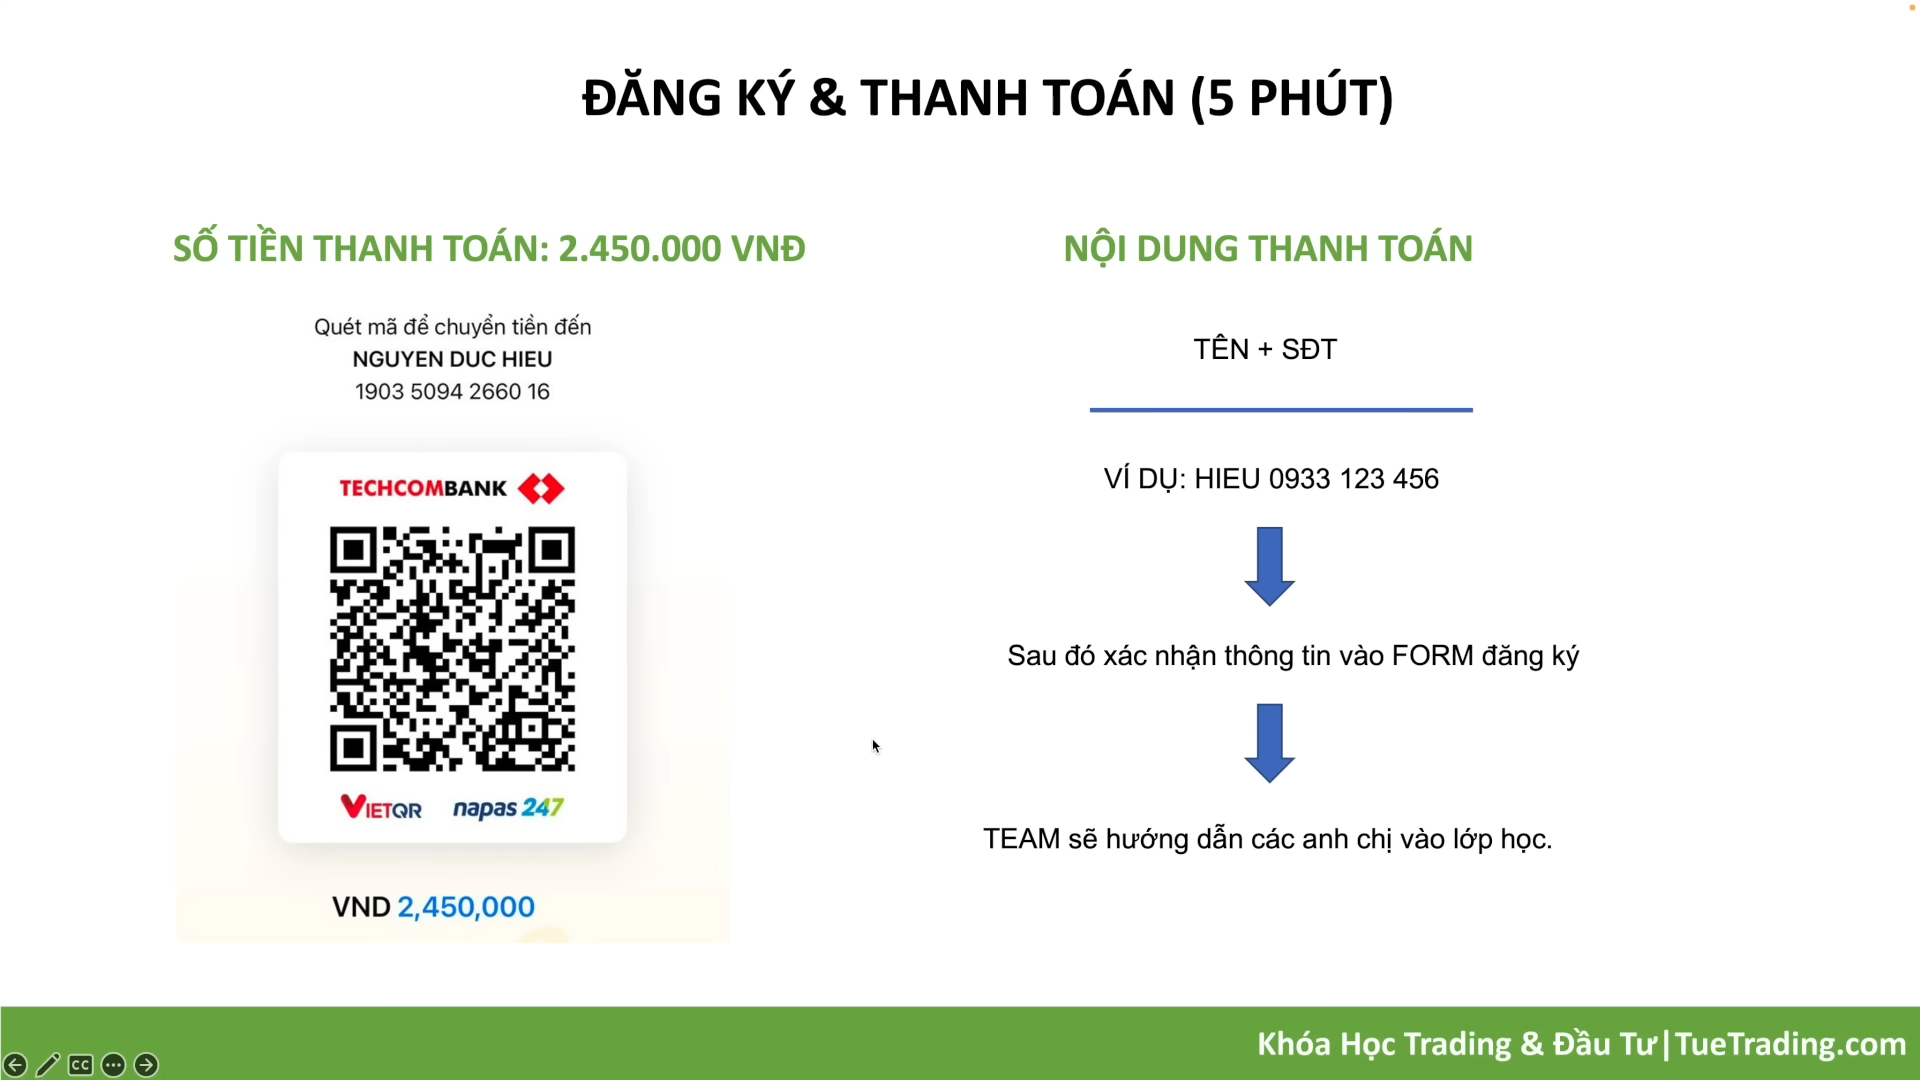 ĐĂNG KÝ & THANH TOÁN (5 PHÚT)
SỐ TIỀN THANH TOÁN: 2.450.000 VNĐ
Quét mã để chuyển tiền đến
NGUYEN DUC HIEU
1903 5094 2660 16
TECHCOMBANK
VIETQR napas 247
VND 2,450,000
NỘI DUNG THANH TOÁN
TÊN + SĐT
VÍ DỤ: HIEU 0933 123 456
Sau đó xác nhận thông tin vào FORM đăng ký
TEAM sẽ hướng dẫn các anh chị vào lớp học.
Khóa Học Trading & Đầu Tư|TueTrading.com
CC